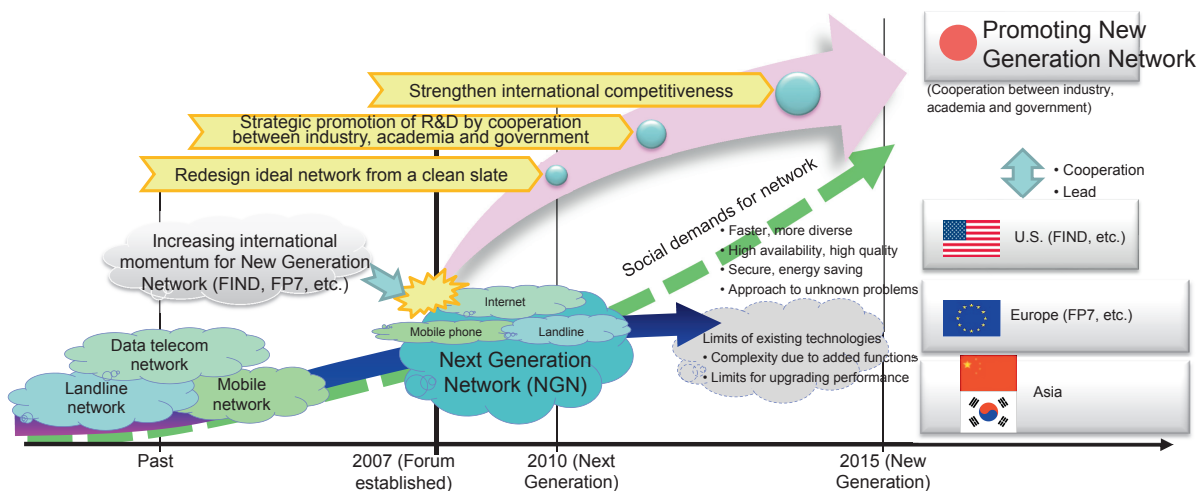 Promoting New
Generation Network
(Cooperation between industry,
academia and government)
Strengthen international competitiveness
Strategic promotion of R&D by cooperation
between industry, academia and government
Redesign ideal network from a clean slate
• Cooperation
• Lead
Social demands for network
• Faster, more diverse
• High availability, high quality
• Secure, energy saving
• Approach to unknown problems
U.S. (FIND, etc.)
Increasing international
momentum for New Generation
Network (FIND, FP7, etc.)
Internet
Mobile phone
Landline
Next Generation
Network (NGN)
Europe (FP7, etc.)
Limits of existing technologies
• Complexity due to added functions
• Limits for upgrading performance
Data telecom
network
Landline
network
Mobile
network
Asia
Past
2007 (Forum
established)
2010 (Next
Generation)
2015 (New
Generation)